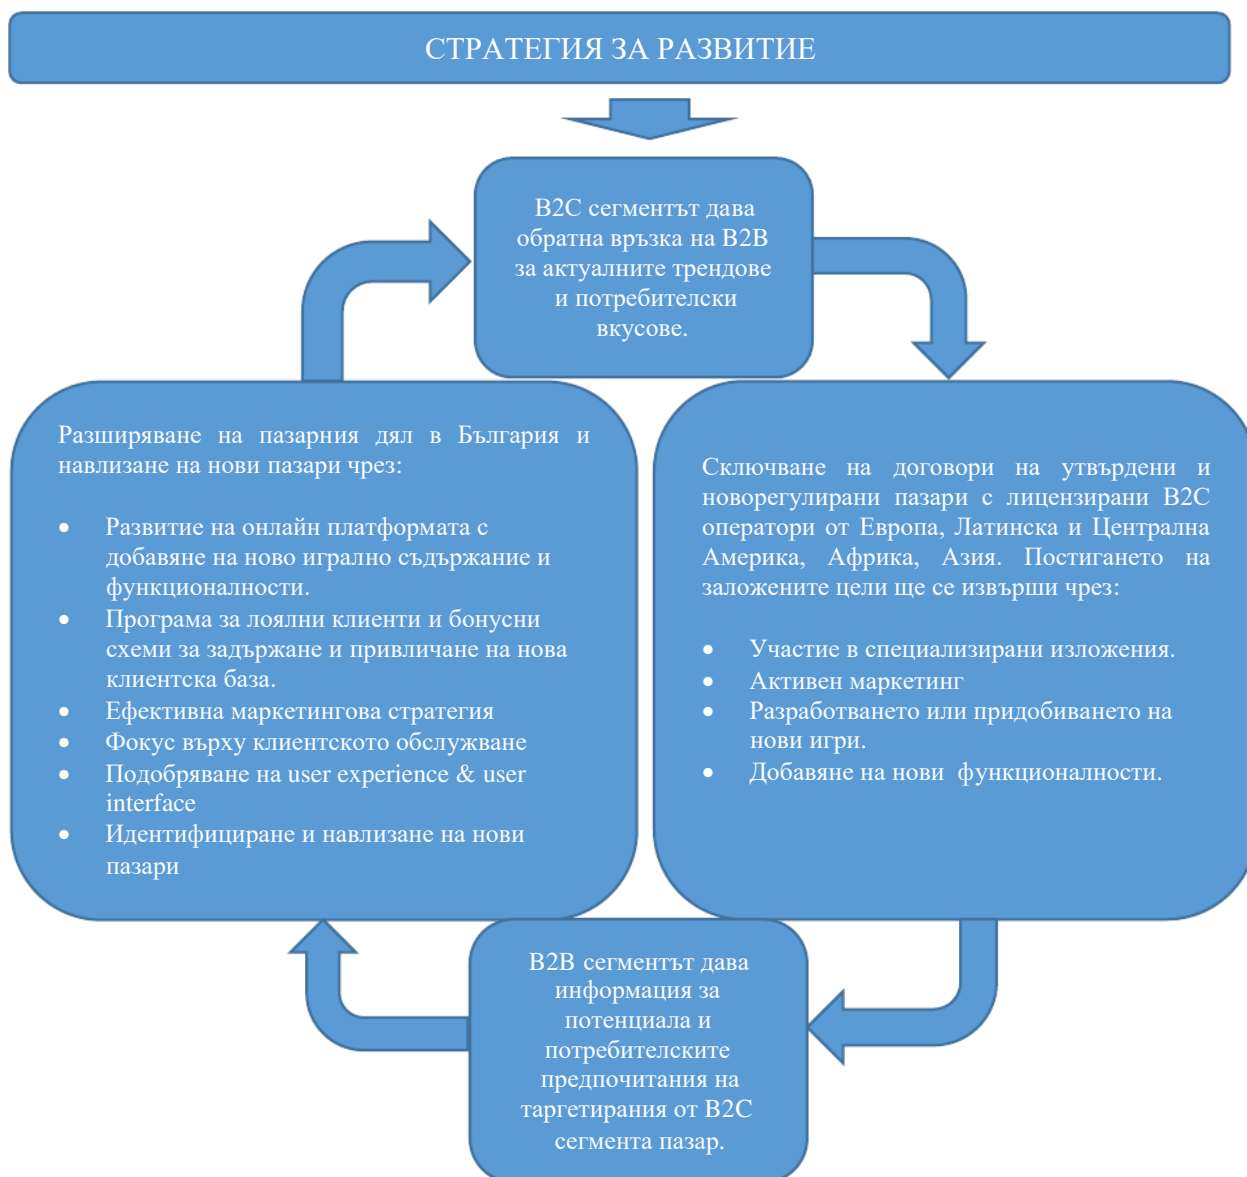 СТРАТЕГИЯ ЗА РАЗВИТИЕ
B2C сегментът дава
обратна връзка на B2B
за актуалните трендове
и потребителски
вкусове.
Разширяване на пазарния дял в България и
навлизане на нови пазари чрез:
• Развитие на онлайн платформата с
добавяне на ново игрално съдържание и
функционалности.
• Програма за лоялни клиенти и бонусни
схеми за задържане и привличане на нова
клиентска база.
• Ефективна маркетингова стратегия
• Фокус върху клиентското обслужване
• Подобряване на user experience & user
interface
• Идентифициране и навлизане на нови
пазари
Сключване на договори на утвърдени и
новорегулирани пазари с лицензирани B2C
оператори от Европа, Латинска и Централна
Америка, Африка, Азия. Постигането на
заложените цели ще се извърши чрез:
• Участие в специализирани изложения.
• Активен маркетинг
• Разработването или придобиването на
нови игри.
• Добавяне на нови  функционалности.
B2B сегментът дава
информация за
потенциала и
потребителските
предпочитания на
таргетирания от B2C
сегмента пазар.